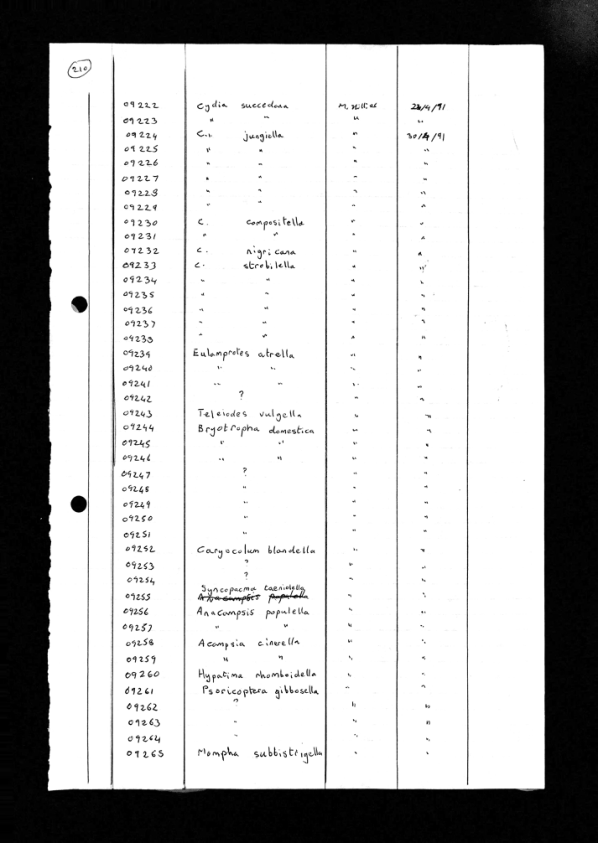 210
09222 Cydia succedana 28/4/91
09223 " " " "
09224 C. jungiella " 30/4/91
09225 " " " "
09226 " " " "
09227 " " " "
09228 " " " "
09229 " " " "
09230 C. compositella " "
09231 " " " "
09232 C. nigricana " "
09233 C. strobilella " "
09234 " " " "
09235 " " " "
09236 " " " "
09237 " " " "
09238 " " " "
09239 Eulamprotes atrella " "
09240 " " " "
09241 " " " "
09242 ? " "
09243 Teleiodes vulgella " "
09244 Bryotropha domestica " "
09245 " " " "
09246 " " " "
09247 ? " "
09248 " " "
09249 " " "
09250 " " "
09251 " " "
09252 Caryocolum blandella " "
09253 ? " "
09254 ? " "
Syncopacma taeniolella
09255 Anacampsis populella " "
09256 Anacampsis populella " "
09257 " " " "
09258 Acompsia cinerella " "
09259 " " " "
09260 Hypatima rhomboidella " "
09261 Psoricoptera gibbosella " "
09262 ? " "
09263 " " "
09264 " " "
09265 Mompha subbistrigella " "